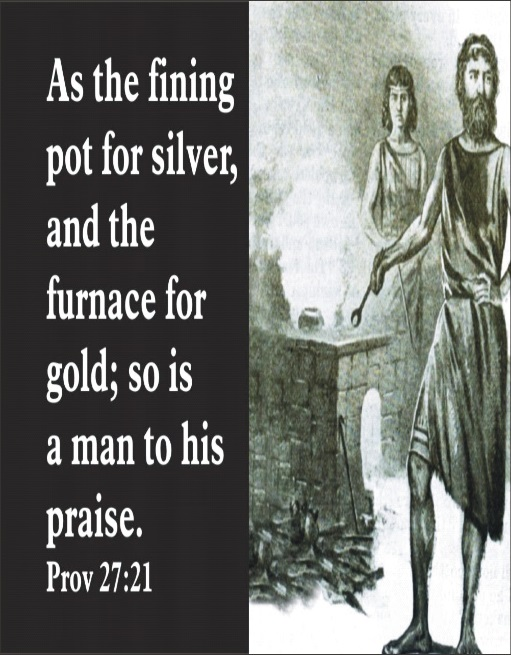 As the fining
pot for silver,
and the
furnace for
gold; so is
a man to his
praise.
Prov 27:21